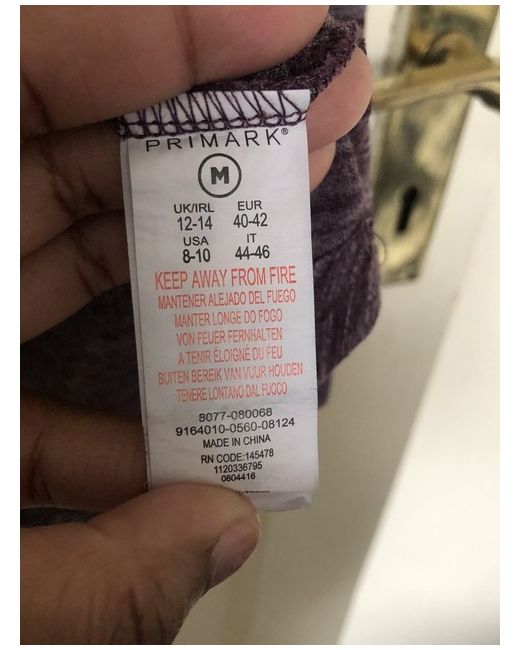 PRIMARK®
M
UK/IRL EUR
12-14 40-42
USA IT
8-10 44-46
KEEP AWAY FROM FIRE
MANTENER ALEJADO DEL FUEGO
MANTER LONGE DO FOGO
VON FEUER FERNHALTEN
A TENIR ÉLOIGNÉ DU FEU
BUITEN BEREIK VAN VUUR HOUDEN
TENERE LONTANO DAL FUOCO
8077-080068
9164010-0560-08124
MADE IN CHINA
RN CODE:145478
1120336795
0804416